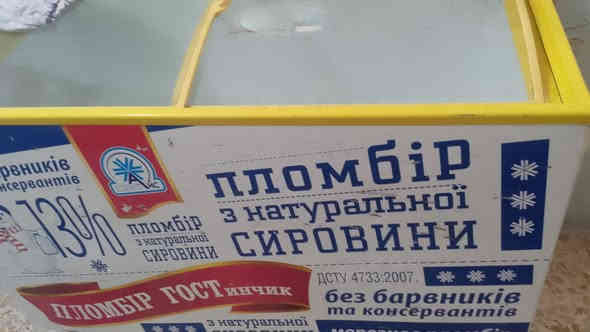 барвників
консервантів
13%
пломбір
з натуральної
СИРОВИНИ
пломбір
з натуральної
СИРОВИНИ
ПЛОМБІР ГОСТинчик
ДСТУ 4733:2007.
без барвників
та консервантів
з натуральної